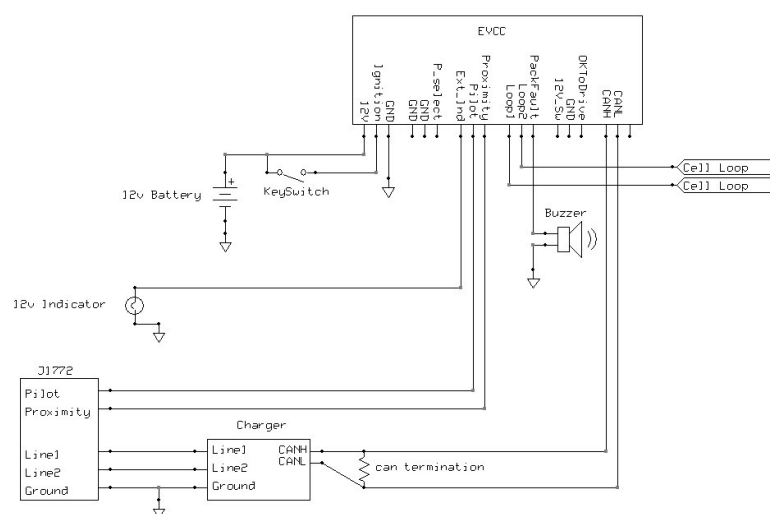 EVCC
12V
Ignition
GND
GND
GND
P_select
Ext_Ind
Pilot
Proximity
Loop1
Loop2
PackFault
12V_Sw
GND
OKToDrive
CANH
CANL
Cell Loop
Cell Loop
12v Battery
+
KeySwitch
Buzzer
12v Indicator
J1772
Pilot
Proximity
Line1
Line2
Ground
Charger
Line1
Line2
Ground
CANH
CANL
can termination